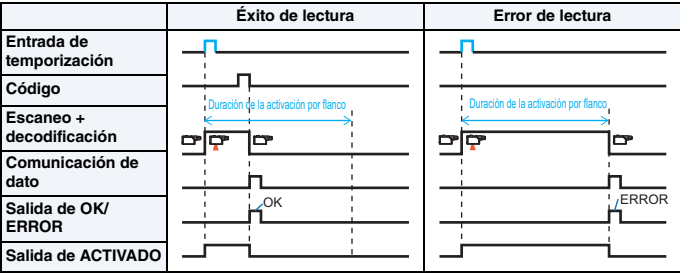 Éxito de lectura
Error de lectura
Entrada de
temporización
Código
Duración de la activación por flanco
Duración de la activación por flanco
Escaneo +
decodificación
Comunicación de
dato
Salida de OK/
ERROR
OK
ERROR
Salida de ACTIVADO